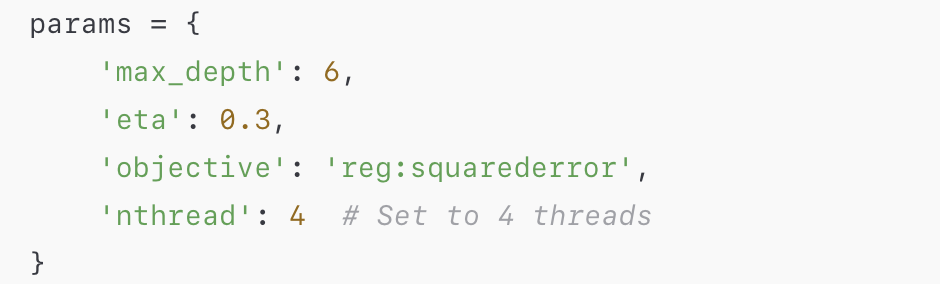 params = {
    'max_depth': 6,
    'eta': 0.3,
    'objective': 'reg:squarederror',
    'nthread': 4  # Set to 4 threads
}